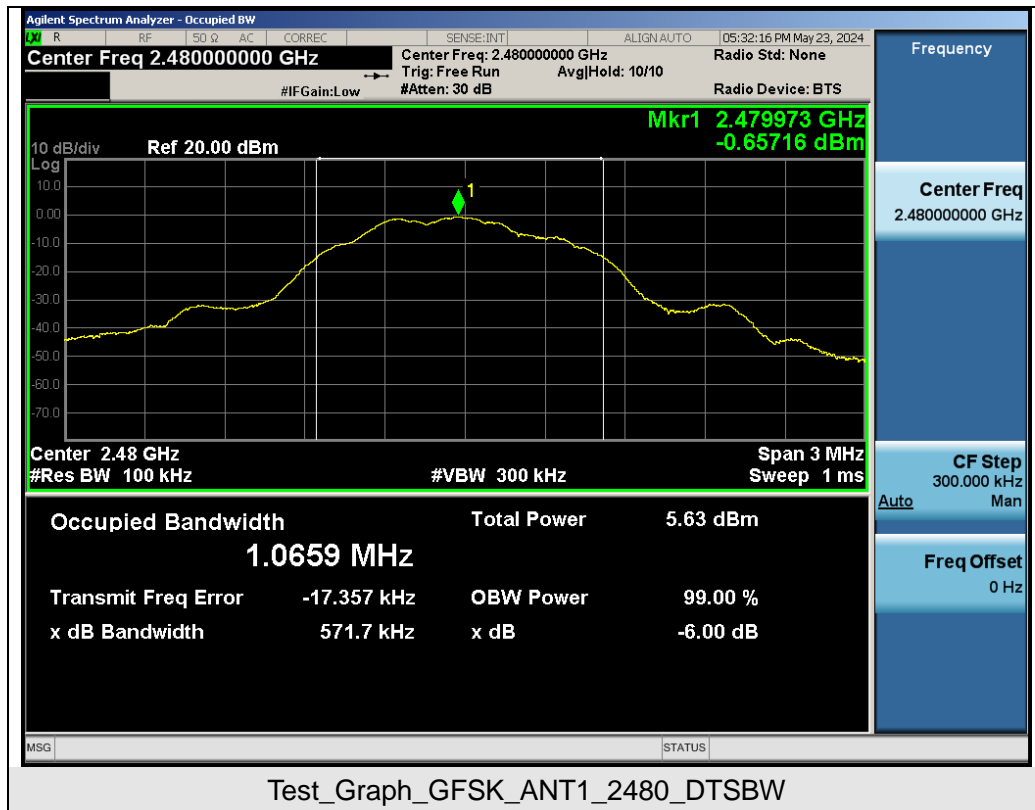 Agilent Spectrum Analyzer - Occupied BW
LXI R RF 50 Ω AC CORREC SENSE:INT ALIGN AUTO 05:32:16 PM May 23, 2024
Center Freq 2.480000000 GHz
Center Freq: 2.480000000 GHz Radio Std: None
Trig: Free Run Avg|Hold: 10/10
#IFGain:Low #Atten: 30 dB Radio Device: BTS
Frequency
Mkr1 2.479973 GHz
-0.65716 dBm
10 dB/div Ref 20.00 dBm
Log
10.0
0.00
-10.0
-20.0
-30.0
-40.0
-50.0
-60.0
-70.0
1
Center 2.48 GHz Span 3 MHz
#Res BW 100 kHz #VBW 300 kHz Sweep 1 ms
Center Freq
2.480000000 GHz
CF Step
300.000 kHz
Auto Man
Freq Offset
0 Hz
Occupied Bandwidth Total Power 5.63 dBm
1.0659 MHz
Transmit Freq Error -17.357 kHz OBW Power 99.00 %
x dB Bandwidth 571.7 kHz x dB -6.00 dB
MSG STATUS
Test_Graph_GFSK_ANT1_2480_DTSBW